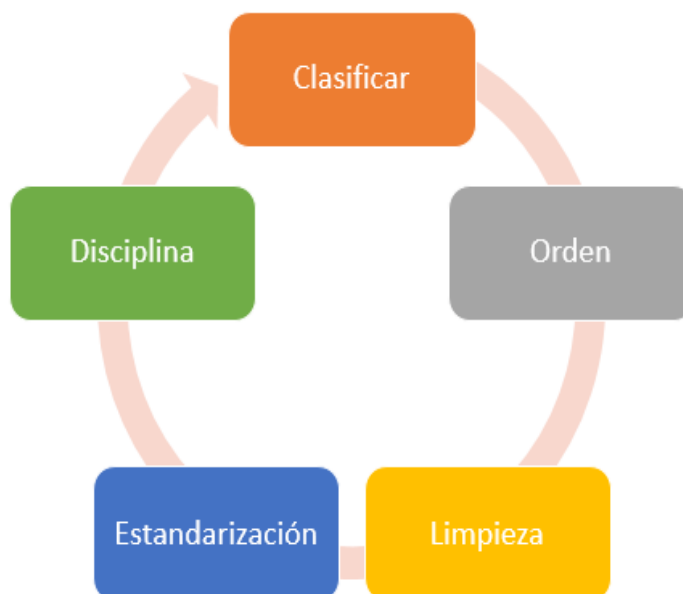 Clasificar
Orden
Limpieza
Estandarización
Disciplina